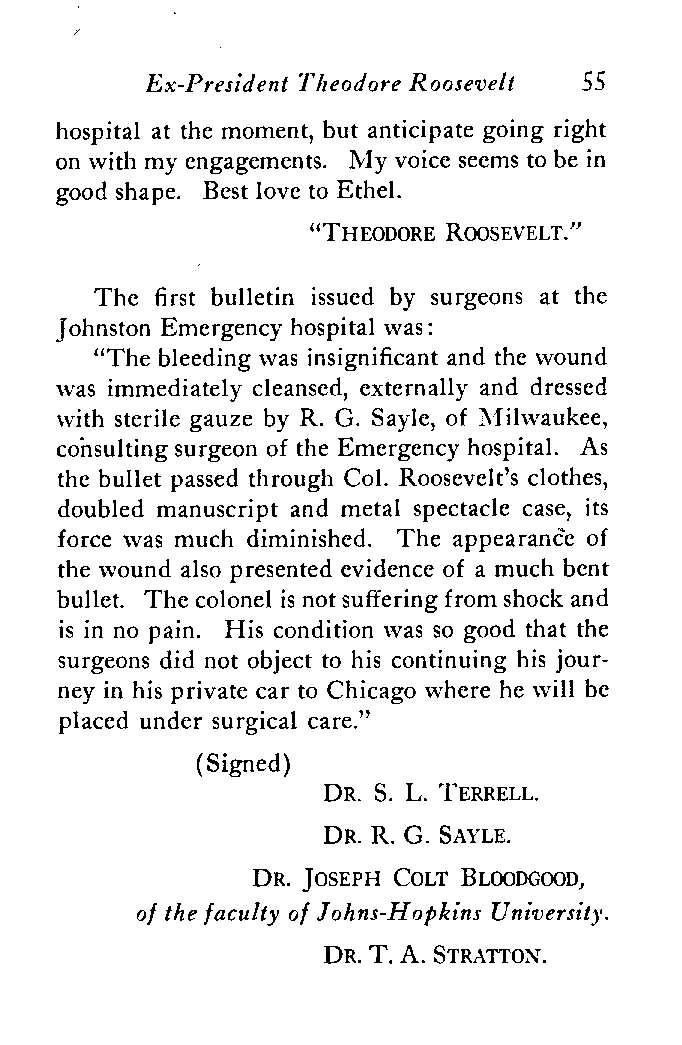 Ex-President Theodore Roosevelt 55
hospital at the moment, but anticipate going right
on with my engagements. My voice seems to be in
good shape. Best love to Ethel.
“THEODORE ROOSEVELT.”
The first bulletin issued by surgeons at the
Johnston Emergency hospital was:
“The bleeding was insignificant and the wound
was immediately cleansed, externally and dressed
with sterile gauze by R. G. Sayle, of Milwaukee,
consulting surgeon of the Emergency hospital. As
the bullet passed through Col. Roosevelt’s clothes,
doubled manuscript and metal spectacle case, its
force was much diminished. The appearance of
the wound also presented evidence of a much bent
bullet. The colonel is not suffering from shock and
is in no pain. His condition was so good that the
surgeons did not object to his continuing his jour-
ney in his private car to Chicago where he will be
placed under surgical care.”
(Signed)
DR. S. L. TERRELL.
DR. R. G. SAYLE.
DR. JOSEPH COLT BLOODGOOD,
of the faculty of Johns-Hopkins University.
DR. T. A. STRATTON.